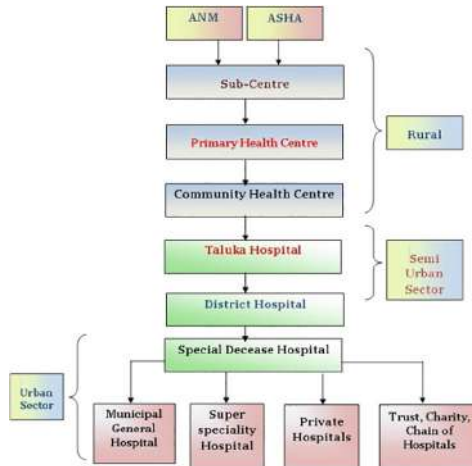 ANM
ASHA
Sub-Centre
Primary Health Centre
Rural
Community Health Centre
Taluka Hospital
Semi
Urban
Sector
District Hospital
Special Decease Hospital
Urban
Sector
Municipal
General
Hospital
Super
speciality
Hospital
Private
Hospitals
Trust, Charity,
Chain of
Hospitals